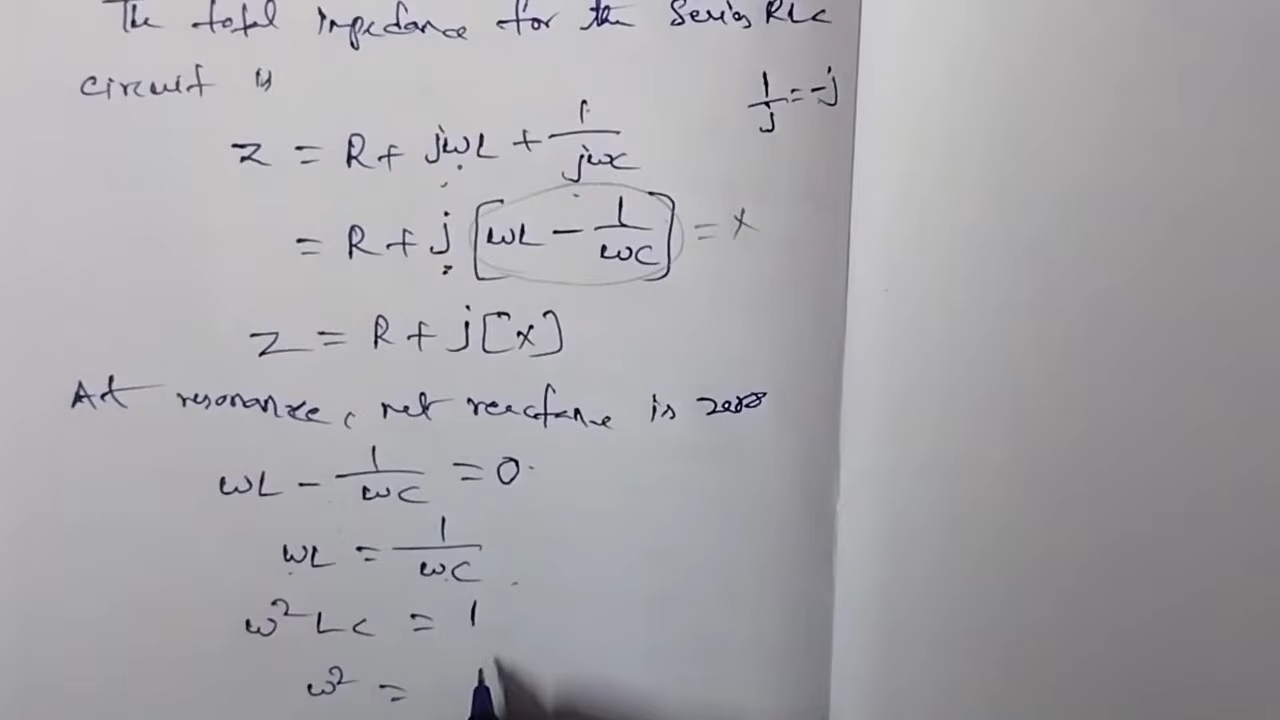 The total impedance for the Series RLC
circuit is
1/j = -j
Z = R + jωL + 1/jωC
= R + j [ωL - 1/ωC] = x
Z = R + j[x]
At resonance, net reactance is zero
ωL - 1/ωC = 0
ωL = 1/ωC
ω²LC = 1
ω² =